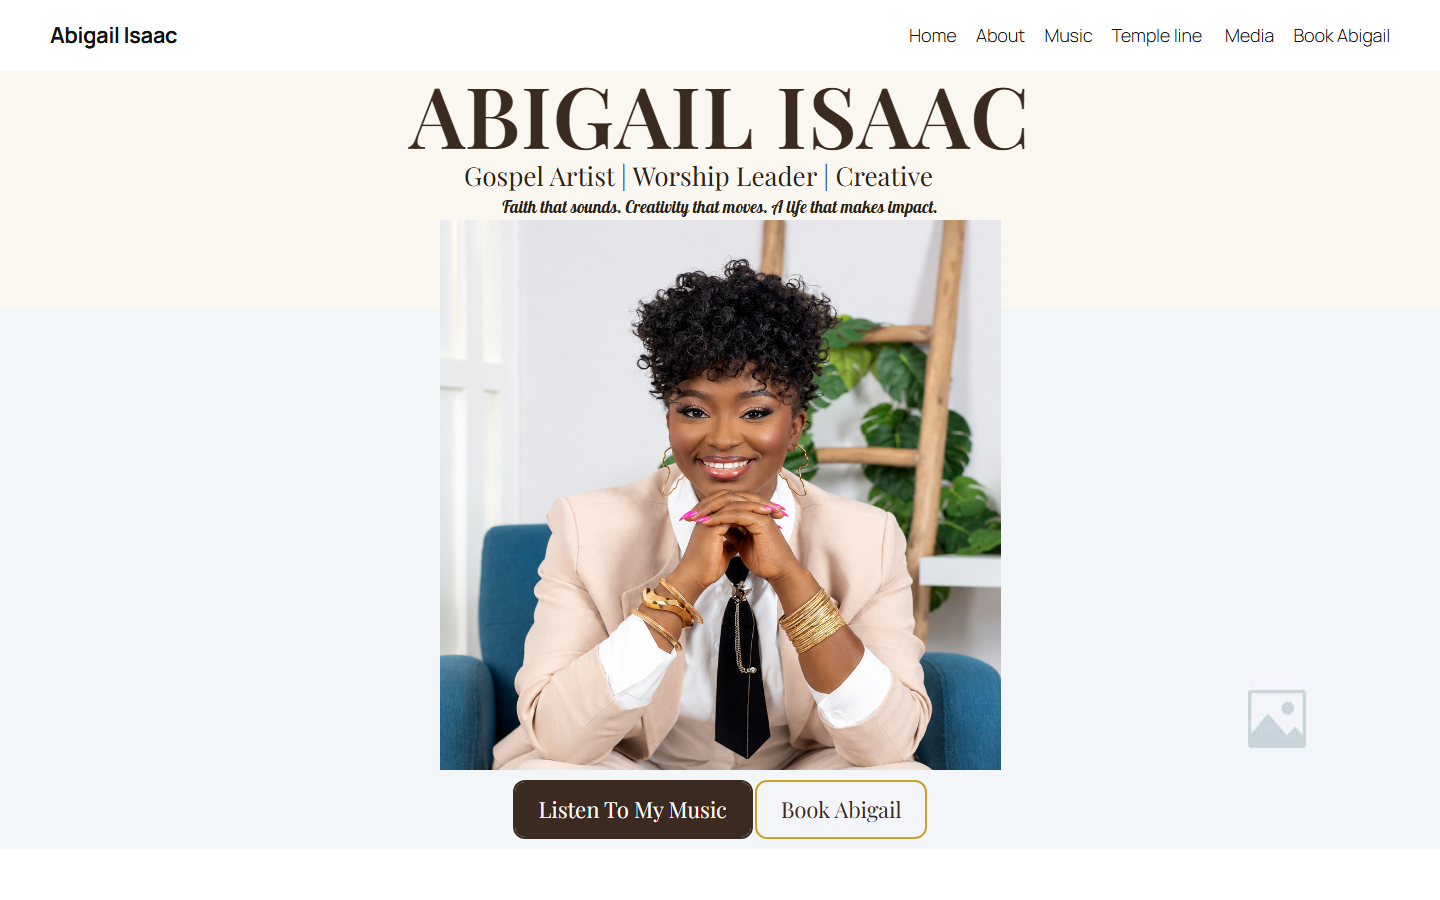 Abigail Isaac
Home About Music Temple line Media Book Abigail
ABIGAIL ISAAC
Gospel Artist | Worship Leader | Creative
Faith that sounds. Creativity that moves. A life that makes impact.
Listen To My Music
Book Abigail